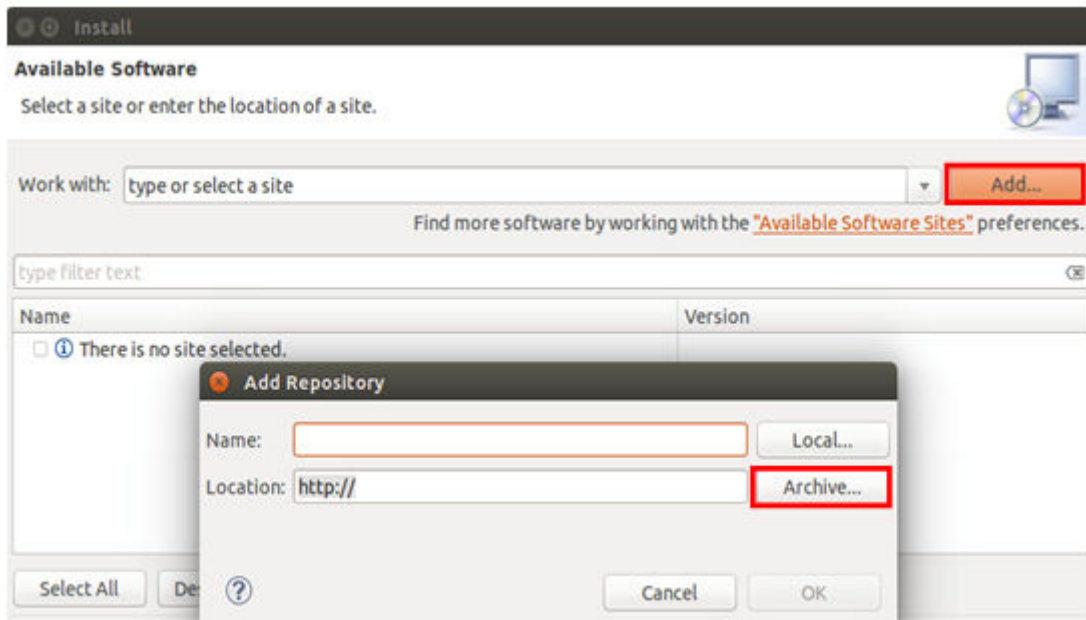 Install
Available Software
Select a site or enter the location of a site.
Work with: type or select a site Add...
Find more software by working with the "Available Software Sites" preferences.
type filter text
Name Version
There is no site selected.
Add Repository
Name: Local...
Location: http:// Archive...
Select All De
Cancel OK